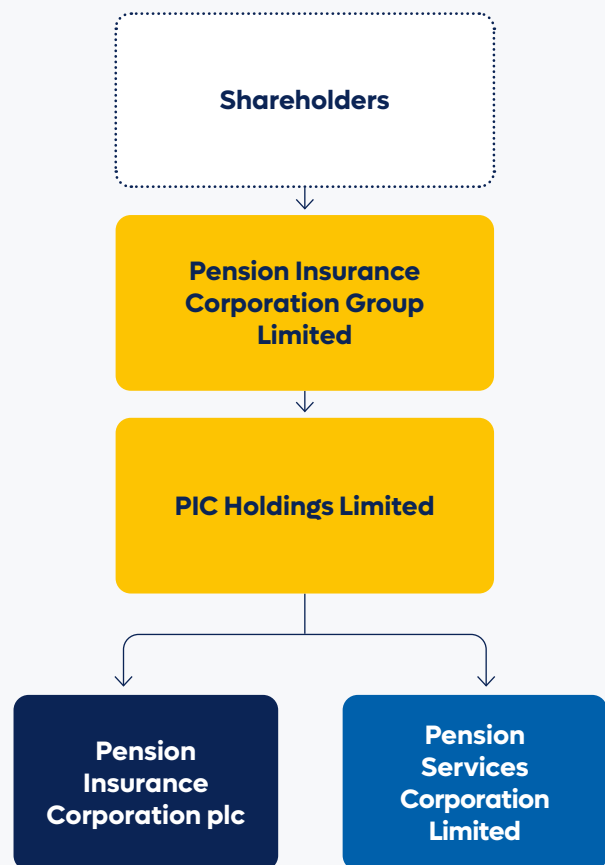 Shareholders
Pension Insurance
Corporation Group
Limited
PIC Holdings Limited
Pension
Insurance
Corporation plc
Pension
Services
Corporation
Limited